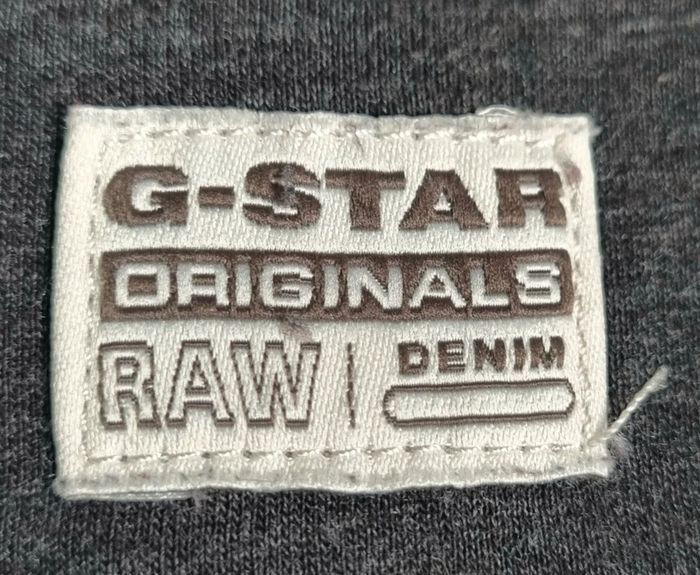 G-STAR
ORIGINALS
RAW | DENIM